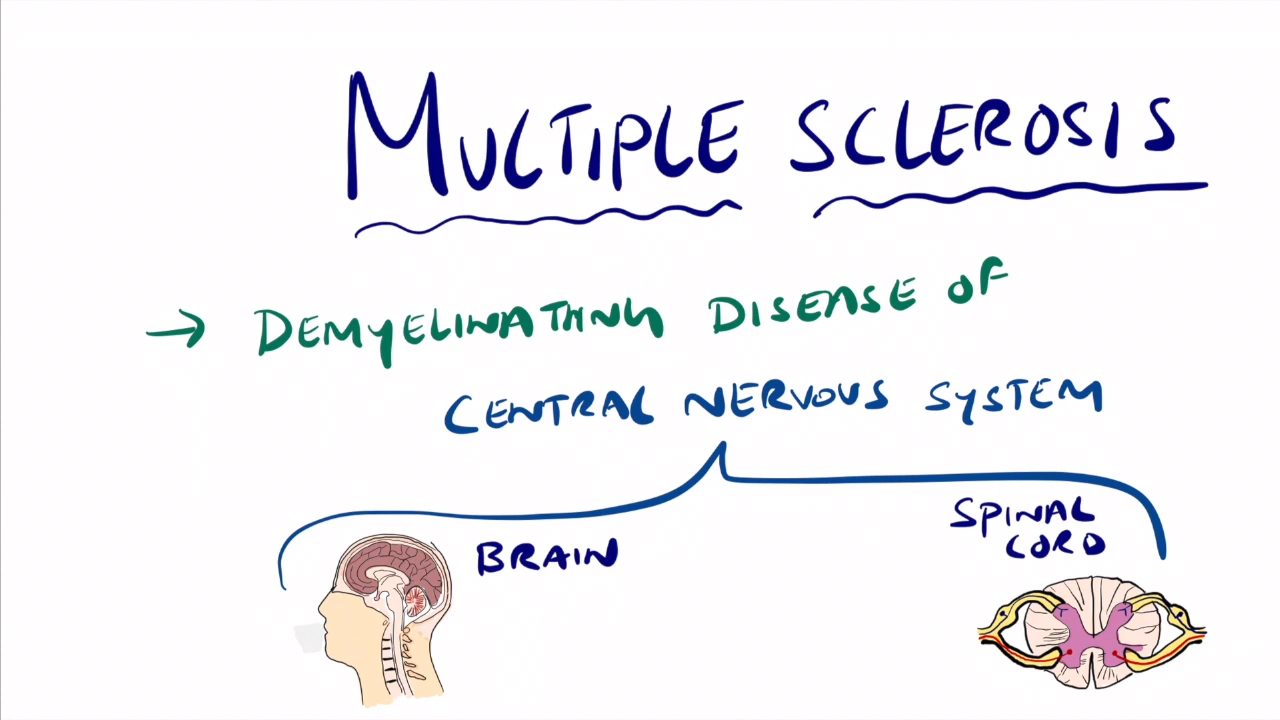 MULTIPLE SCLEROSIS
→ DEMYELINATING DISEASE OF
CENTRAL NERVOUS SYSTEM
BRAIN
SPINAL
CORD